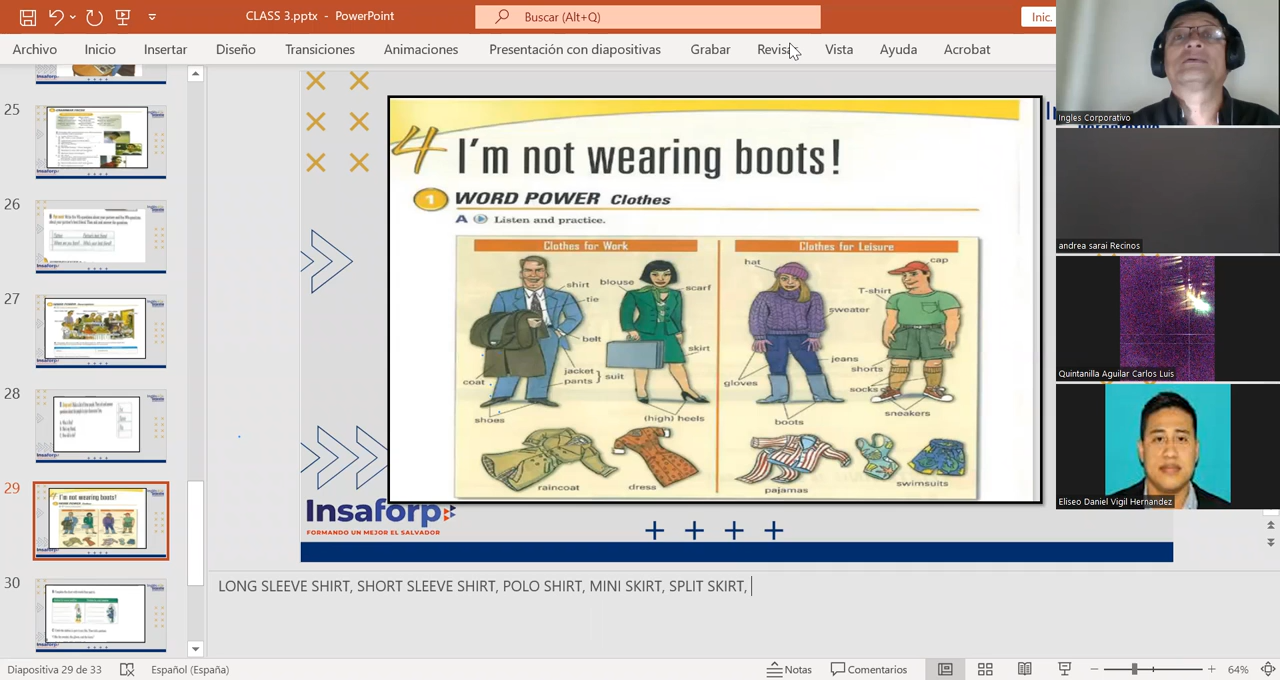 CLASS 3.pptx - PowerPoint
Buscar (Alt+Q)
Inic.
Archivo Inicio Insertar Diseño Transiciones Animaciones Presentación con diapositivas Grabar Revisar Vista Ayuda Acrobat
25
26
27
28
29
30
4 I'm not wearing boots!
1 WORD POWER Clothes
A Listen and practice.
Clothes for Work
shirt
blouse
scarf
tie
belt
skirt
jacket
pants
suit
coat
shoes
(high) heels
raincoat
dress
Clothes for Leisure
hat
cap
T-shirt
sweater
jeans
shorts
gloves
socks
sneakers
boots
pajamas
swimsuits
Insaforp
FORMANDO UN MEJOR EL SALVADOR
Ingles Corporativo
andrea sarai Recinos
Quintanilla Aguilar Carlos Luis
Eliseo Daniel Vigil Hernandez
LONG SLEEVE SHIRT, SHORT SLEEVE SHIRT, POLO SHIRT, MINI SKIRT, SPLIT SKIRT,
Diapositiva 29 de 33 Español (España) Notas Comentarios 64%